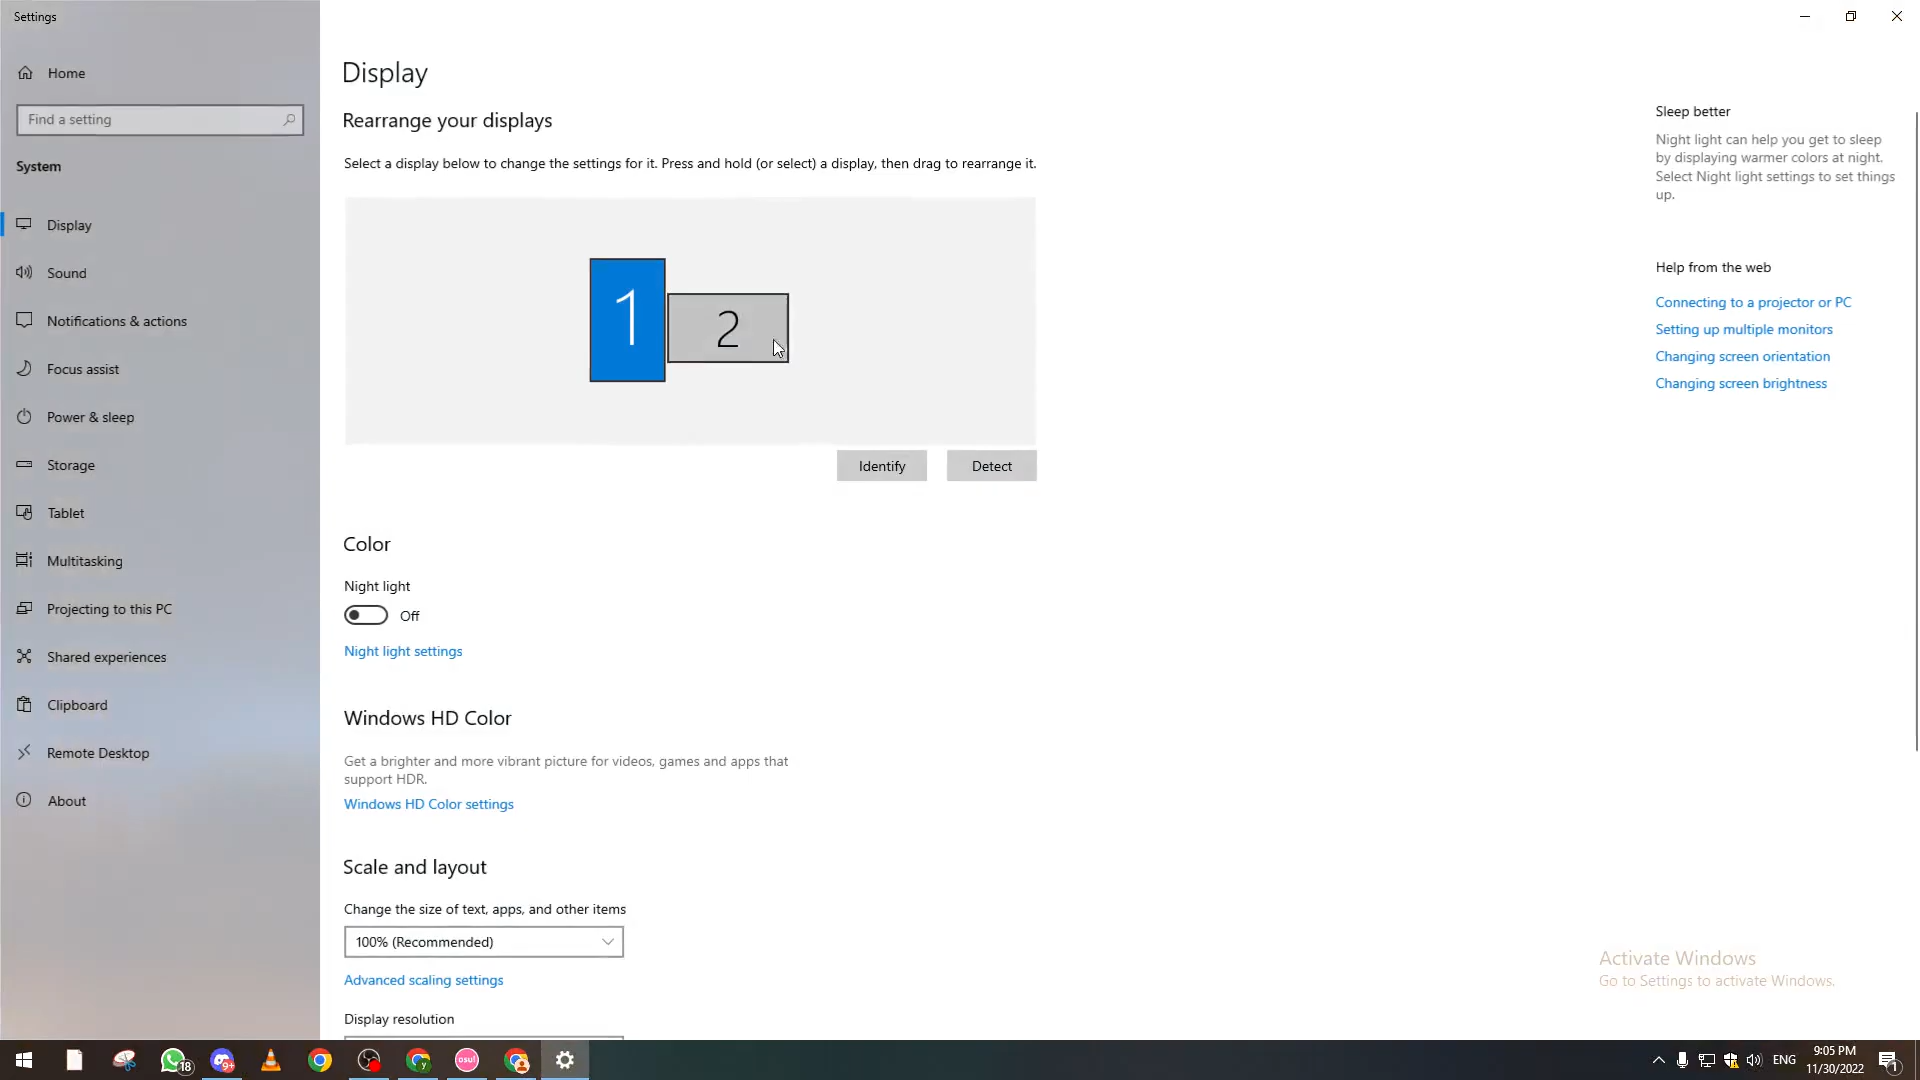 Settings
Home
Find a setting
System
Display
Sound
Notifications & actions
Focus assist
Power & sleep
Storage
Tablet
Multitasking
Projecting to this PC
Shared experiences
Clipboard
Remote Desktop
About
Display
Rearrange your displays
Select a display below to change the settings for it. Press and hold (or select) a display, then drag to rearrange it.
1
2
Identify
Detect
Color
Night light
Off
Night light settings
Windows HD Color
Get a brighter and more vibrant picture for videos, games and apps that
support HDR.
Windows HD Color settings
Scale and layout
Change the size of text, apps, and other items
100% (Recommended)
Advanced scaling settings
Display resolution
Sleep better
Night light can help you get to sleep
by displaying warmer colors at night.
Select Night light settings to set things
up.
Help from the web
Connecting to a projector or PC
Setting up multiple monitors
Changing screen orientation
Changing screen brightness
Activate Windows
Go to Settings to activate Windows.
18
9+
y
osu!
ENG
9:05 PM
11/30/2022
1